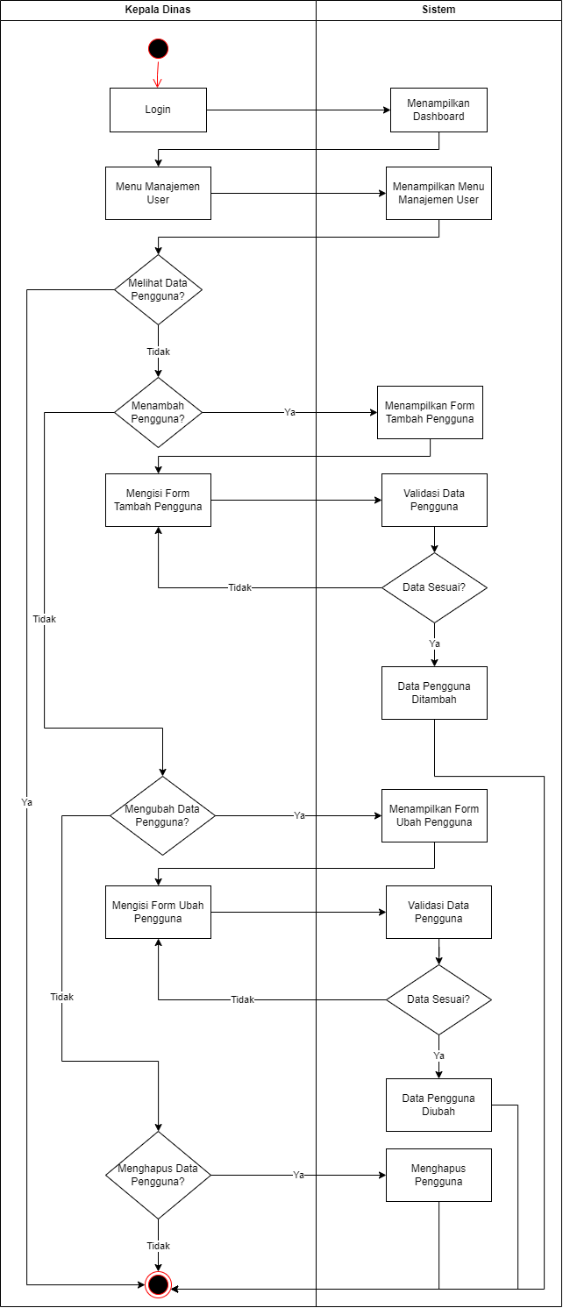 Kepala Dinas
Sistem
Login
Menampilkan
Dashboard
Menu Manajemen
User
Menampilkan Menu
Manajemen User
Melihat Data
Pengguna?
Tidak
Menambah
Pengguna?
Ya
Menampilkan Form
Tambah Pengguna
Mengisi Form
Tambah Pengguna
Validasi Data
Pengguna
Tidak
Data Sesuai?
Tidak
Ya
Data Pengguna
Ditambah
Ya
Mengubah Data
Pengguna?
Ya
Menampilkan Form
Ubah Pengguna
Mengisi Form Ubah
Pengguna
Validasi Data
Pengguna
Tidak
Tidak
Data Sesuai?
Ya
Data Pengguna
Diubah
Menghapus Data
Pengguna?
Ya
Menghapus
Pengguna
Tidak